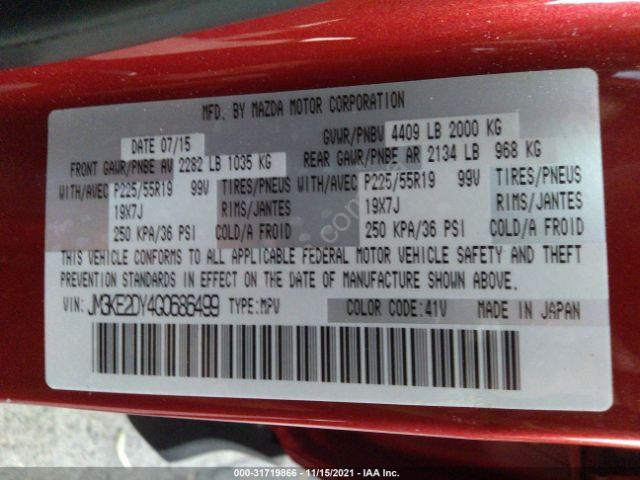 MFD. BY MAZDA MOTOR CORPORATION
DATE 07/15 GVWR/PNBV 4409 LB 2000 KG
FRONT GAWR/PNBE AV 2282 LB 1035 KG REAR GAWR/PNBE AR 2134 LB 968 KG
WITH/AVEC P225/55R19 99V TIRES/PNEUS WITH/AVEC P225/55R19 99V TIRES/PNEUS
19X7J RIMS/JANTES 19X7J RIMS/JANTES
250 KPA/36 PSI COLD/A FROID 250 KPA/36 PSI COLD/A FROID
THIS VEHICLE CONFORMS TO ALL APPLICABLE FEDERAL MOTOR VEHICLE SAFETY AND THEFT
PREVENTION STANDARDS IN EFFECT ON THE DATE OF MANUFACTURE SHOWN ABOVE.
VIN: JM3KE2DY4G0686499 TYPE:MPV COLOR CODE:41V MADE IN JAPAN
000-31719866 - 11/15/2021 - IAA Inc.